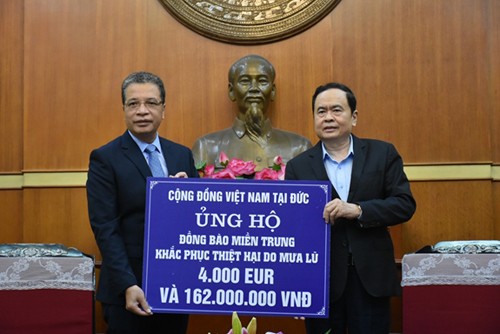 CỘNG ĐỒNG VIỆT NAM TẠI ĐỨC
ỦNG HỘ
ĐỒNG BÀO MIỀN TRUNG
KHẮC PHỤC THIỆT HẠI DO MƯA LŨ
4.000 EUR
VÀ 162.000.000 VNĐ